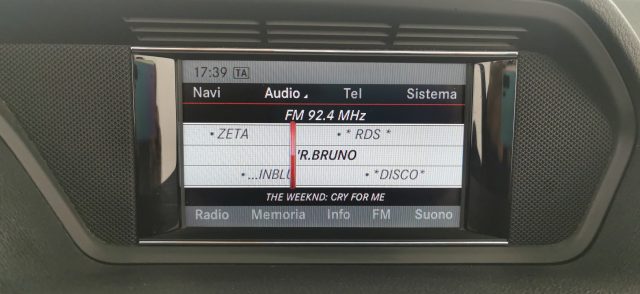 17:39 TA
Navi Audio Tel Sistema
FM 92.4 MHz
•ZETA •* RDS *
'R.BRUNO
•...INBLU •*DISCO*
THE WEEKND: CRY FOR ME
Radio Memoria Info FM Suono